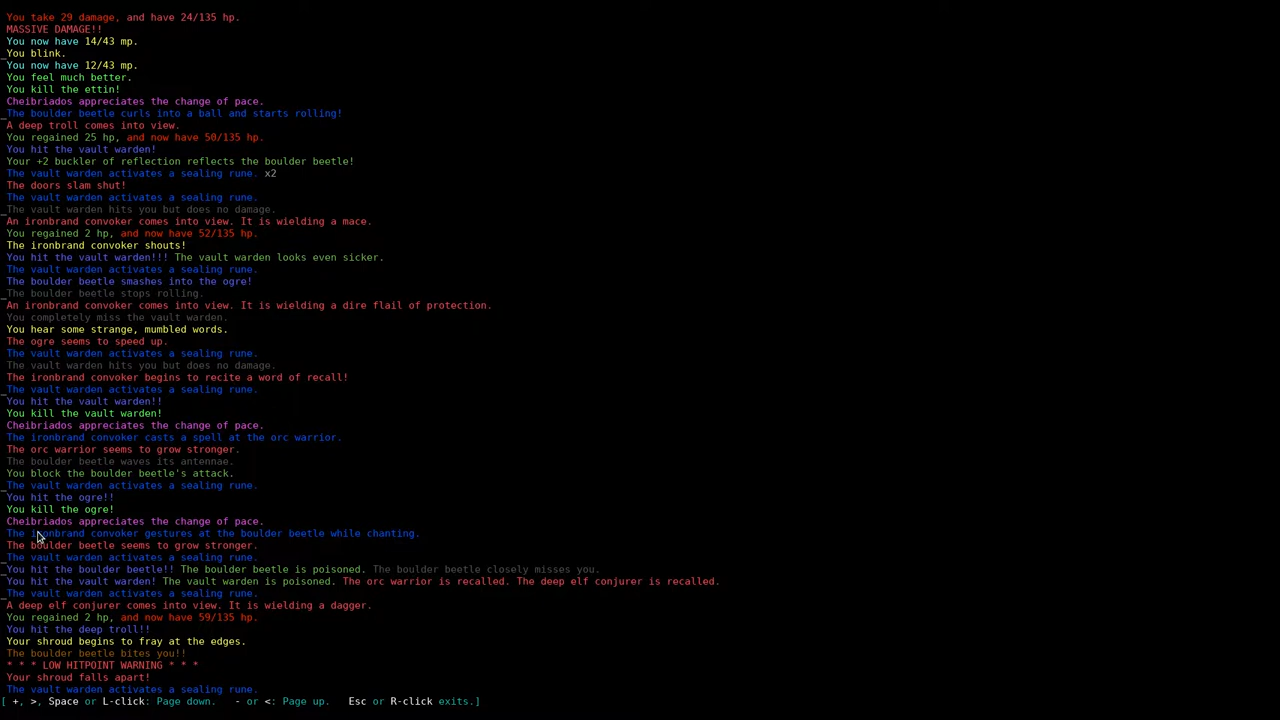 You take 29 damage, and have 24/135 hp.
MASSIVE DAMAGE!!
You now have 14/43 mp.
_You blink.
You now have 12/43 mp.
You feel much better.
You kill the ettin!
Cheibriados appreciates the change of pace.
_The boulder beetle curls into a ball and starts rolling!
A deep troll comes into view.
You regained 25 hp, and now have 50/135 hp.
You hit the vault warden!
Your +2 buckler of reflection reflects the boulder beetle!
The vault warden activates a sealing rune. x2
The doors slam shut!
The vault warden activates a sealing rune.
_The vault warden hits you but does no damage.
An ironbrand convoker comes into view. It is wielding a mace.
You regained 2 hp, and now have 52/135 hp.
The ironbrand convoker shouts!
You hit the vault warden!!! The vault warden looks even sicker.
The vault warden activates a sealing rune.
The boulder beetle smashes into the ogre!
_The boulder beetle stops rolling.
An ironbrand convoker comes into view. It is wielding a dire flail of protection.
You completely miss the vault warden.
You hear some strange, mumbled words.
The ogre seems to speed up.
The vault warden activates a sealing rune.
The vault warden hits you but does no damage.
The ironbrand convoker begins to recite a word of recall!
_The vault warden activates a sealing rune.
You hit the vault warden!!
You kill the vault warden!
Cheibriados appreciates the change of pace.
The ironbrand convoker casts a spell at the orc warrior.
The orc warrior seems to grow stronger.
The boulder beetle waves its antennae.
You block the boulder beetle's attack.
_The vault warden activates a sealing rune.
You hit the ogre!!
You kill the ogre!
Cheibriados appreciates the change of pace.
The ironbrand convoker gestures at the boulder beetle while chanting.
The boulder beetle seems to grow stronger.
_The vault warden activates a sealing rune.
_You hit the boulder beetle!! The boulder beetle is poisoned. The boulder beetle closely misses you.
You hit the vault warden! The vault warden is poisoned. The orc warrior is recalled. The deep elf conjurer is recalled.
_The vault warden activates a sealing rune.
A deep elf conjurer comes into view. It is wielding a dagger.
You regained 2 hp, and now have 59/135 hp.
You hit the deep troll!!
Your shroud begins to fray at the edges.
The boulder beetle bites you!!
* * * LOW HITPOINT WARNING * * *
Your shroud falls apart!
_The vault warden activates a sealing rune.
[ +, >, Space or L-click: Page down.   - or <: Page up.   Esc or R-click exits.]